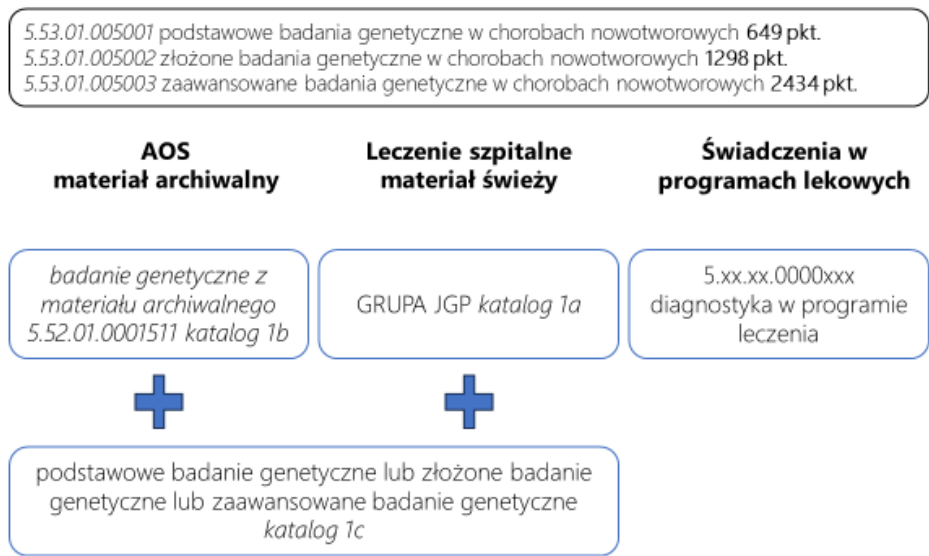 5.53.01.005001 podstawowe badania genetyczne w chorobach nowotworowych 649 pkt.
5.53.01.005002 złożone badania genetyczne w chorobach nowotworowych 1298 pkt.
5.53.01.005003 zaawansowane badania genetyczne w chorobach nowotworowych 2434 pkt.
AOS
materiał archiwalny
Leczenie szpitalne
materiał świeży
Świadczenia w
programach lekowych
badanie genetyczne z
materiału archiwalnego
5.52.01.0001511 katalog 1b
GRUPA JGP katalog 1a
5.xx.xx.0000xxx
diagnostyka w programie
leczenia
podstawowe badanie genetyczne lub złożone badanie
genetyczne lub zaawansowane badanie genetyczne
katalog 1c